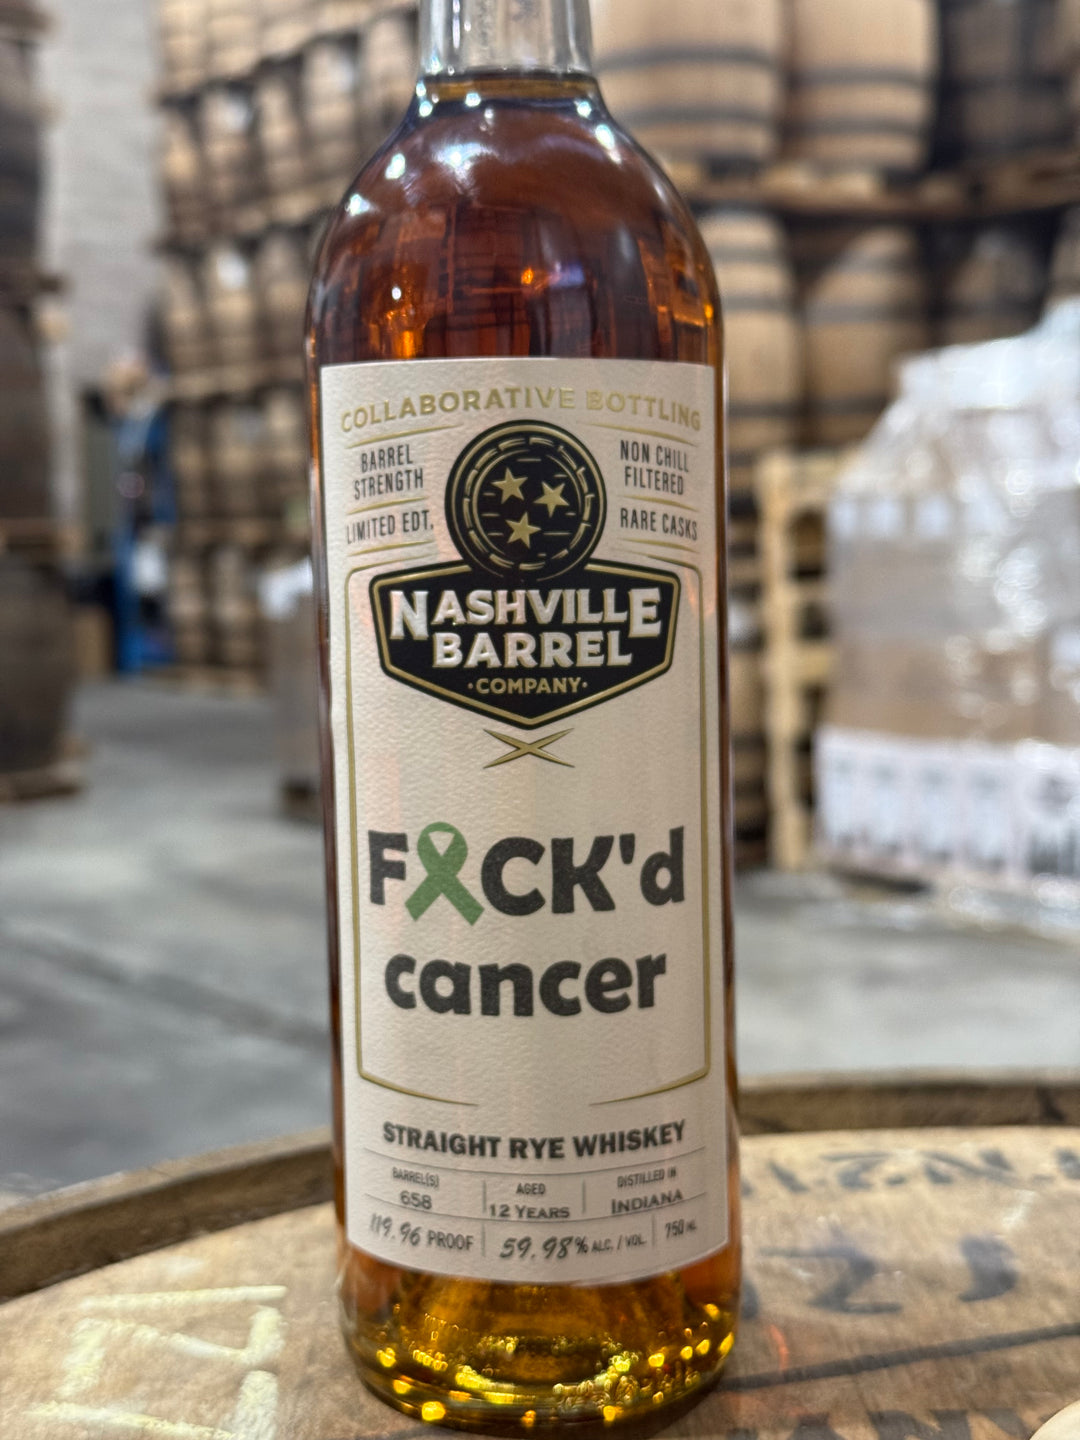 COLLABORATIVE BOTTLING
BARREL STRENGTH
NON CHILL FILTERED
LIMITED EDT.
RARE CASKS
NASHVILLE
BARREL
·COMPANY·
F CK'd
cancer
STRAIGHT RYE WHISKEY
BARREL(S)
658
AGED
12 YEARS
DISTILLED IN
INDIANA
119.96 PROOF
59.98% ALC. / VOL.
750 ML